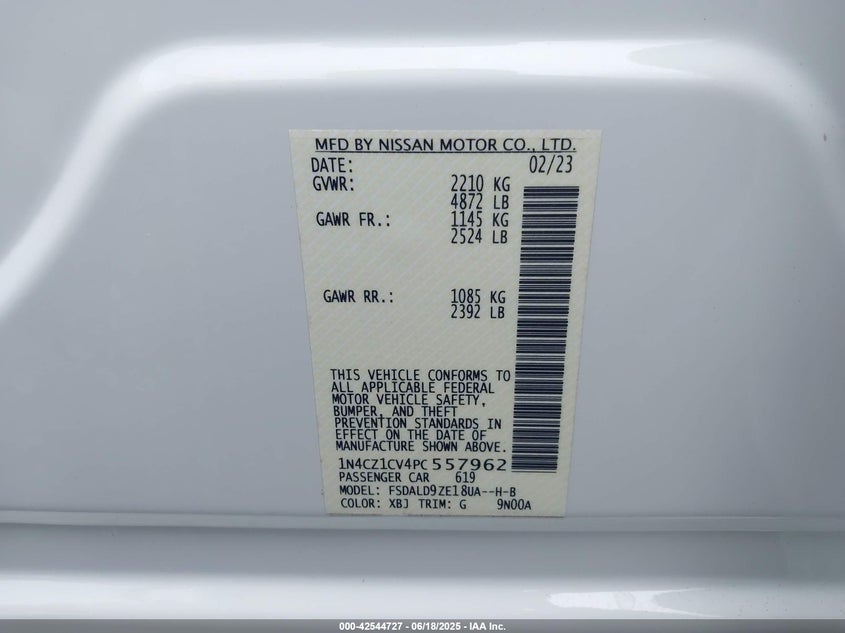 MFD BY NISSAN MOTOR CO., LTD.
DATE: 02/23
GVWR: 2210 KG
4872 LB
GAWR FR.: 1145 KG
2524 LB
GAWR RR.: 1085 KG
2392 LB
THIS VEHICLE CONFORMS TO
ALL APPLICABLE FEDERAL
MOTOR VEHICLE SAFETY,
BUMPER, AND THEFT
PREVENTION STANDARDS IN
EFFECT ON THE DATE OF
MANUFACTURE SHOWN ABOVE.
1N4CZ1CV4PC557962
PASSENGER CAR 619
MODEL: FSDALD9ZE18UA--H-B
COLOR: XBJ TRIM: G 9N00A
000-42544727 - 06/18/2025 - IAA Inc.